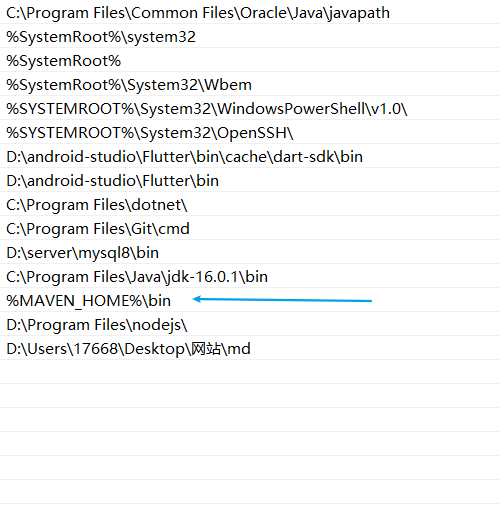 C:\Program Files\Common Files\Oracle\Java\javapath
%SystemRoot%\system32
%SystemRoot%
%SystemRoot%\System32\Wbem
%SYSTEMROOT%\System32\WindowsPowerShell\v1.0\
%SYSTEMROOT%\System32\OpenSSH\
D:\android-studio\Flutter\bin\cache\dart-sdk\bin
D:\android-studio\Flutter\bin
C:\Program Files\dotnet\
C:\Program Files\Git\cmd
D:\server\mysql8\bin
C:\Program Files\Java\jdk-16.0.1\bin
%MAVEN_HOME%\bin
D:\Program Files\nodejs\
D:\Users\17668\Desktop\网站\md